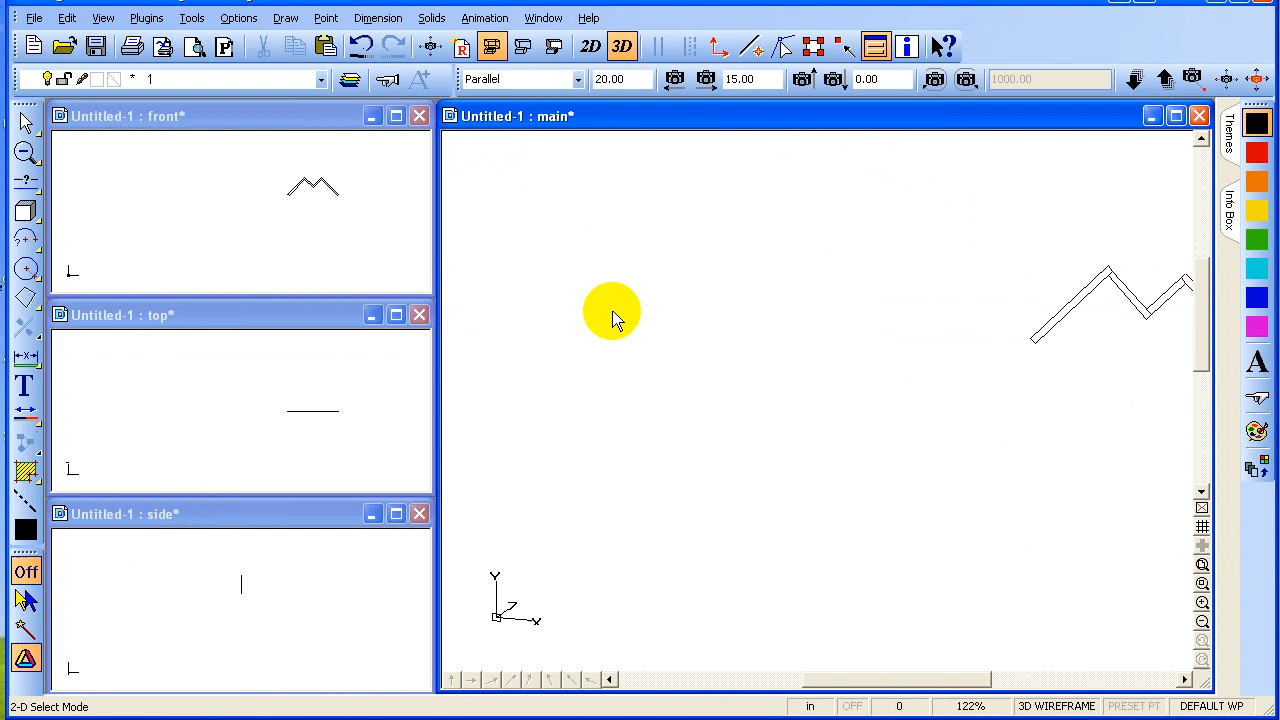 File Edit View Plugins Tools Options Draw Point Dimension Solids Animation Window Help
P R 2D 3D i ?
* 1 A+ Parallel 20.00 15.00 0.00 1000.00
Untitled-1 : front*
Untitled-1 : main*
Themes
Info Box
-?-
Untitled-1 : top*
x
T
A
Untitled-1 : side*
Off
Y
Z
X
2-D Select Mode in OFF 0 122% 3D WIREFRAME PRESET PT DEFAULT WP